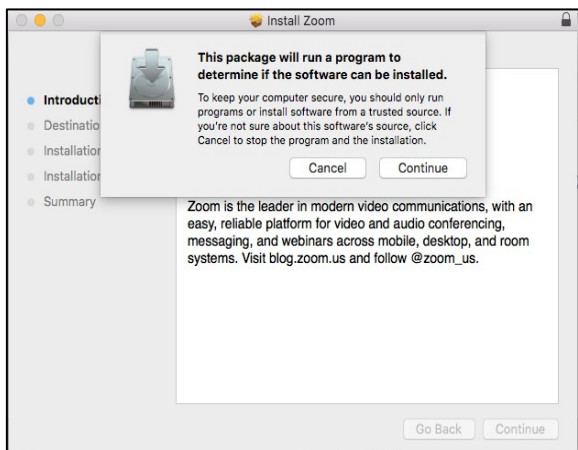 Install Zoom
This package will run a program to
determine if the software can be installed.
To keep your computer secure, you should only run
programs or install software from a trusted source. If
you're not sure about this software's source, click
Cancel to stop the program and the installation.
Cancel Continue
Introducti
Destinatio
Installation
Installation
Summary
Zoom is the leader in modern video communications, with an
easy, reliable platform for video and audio conferencing,
messaging, and webinars across mobile, desktop, and room
systems. Visit blog.zoom.us and follow @zoom_us.
Go Back Continue